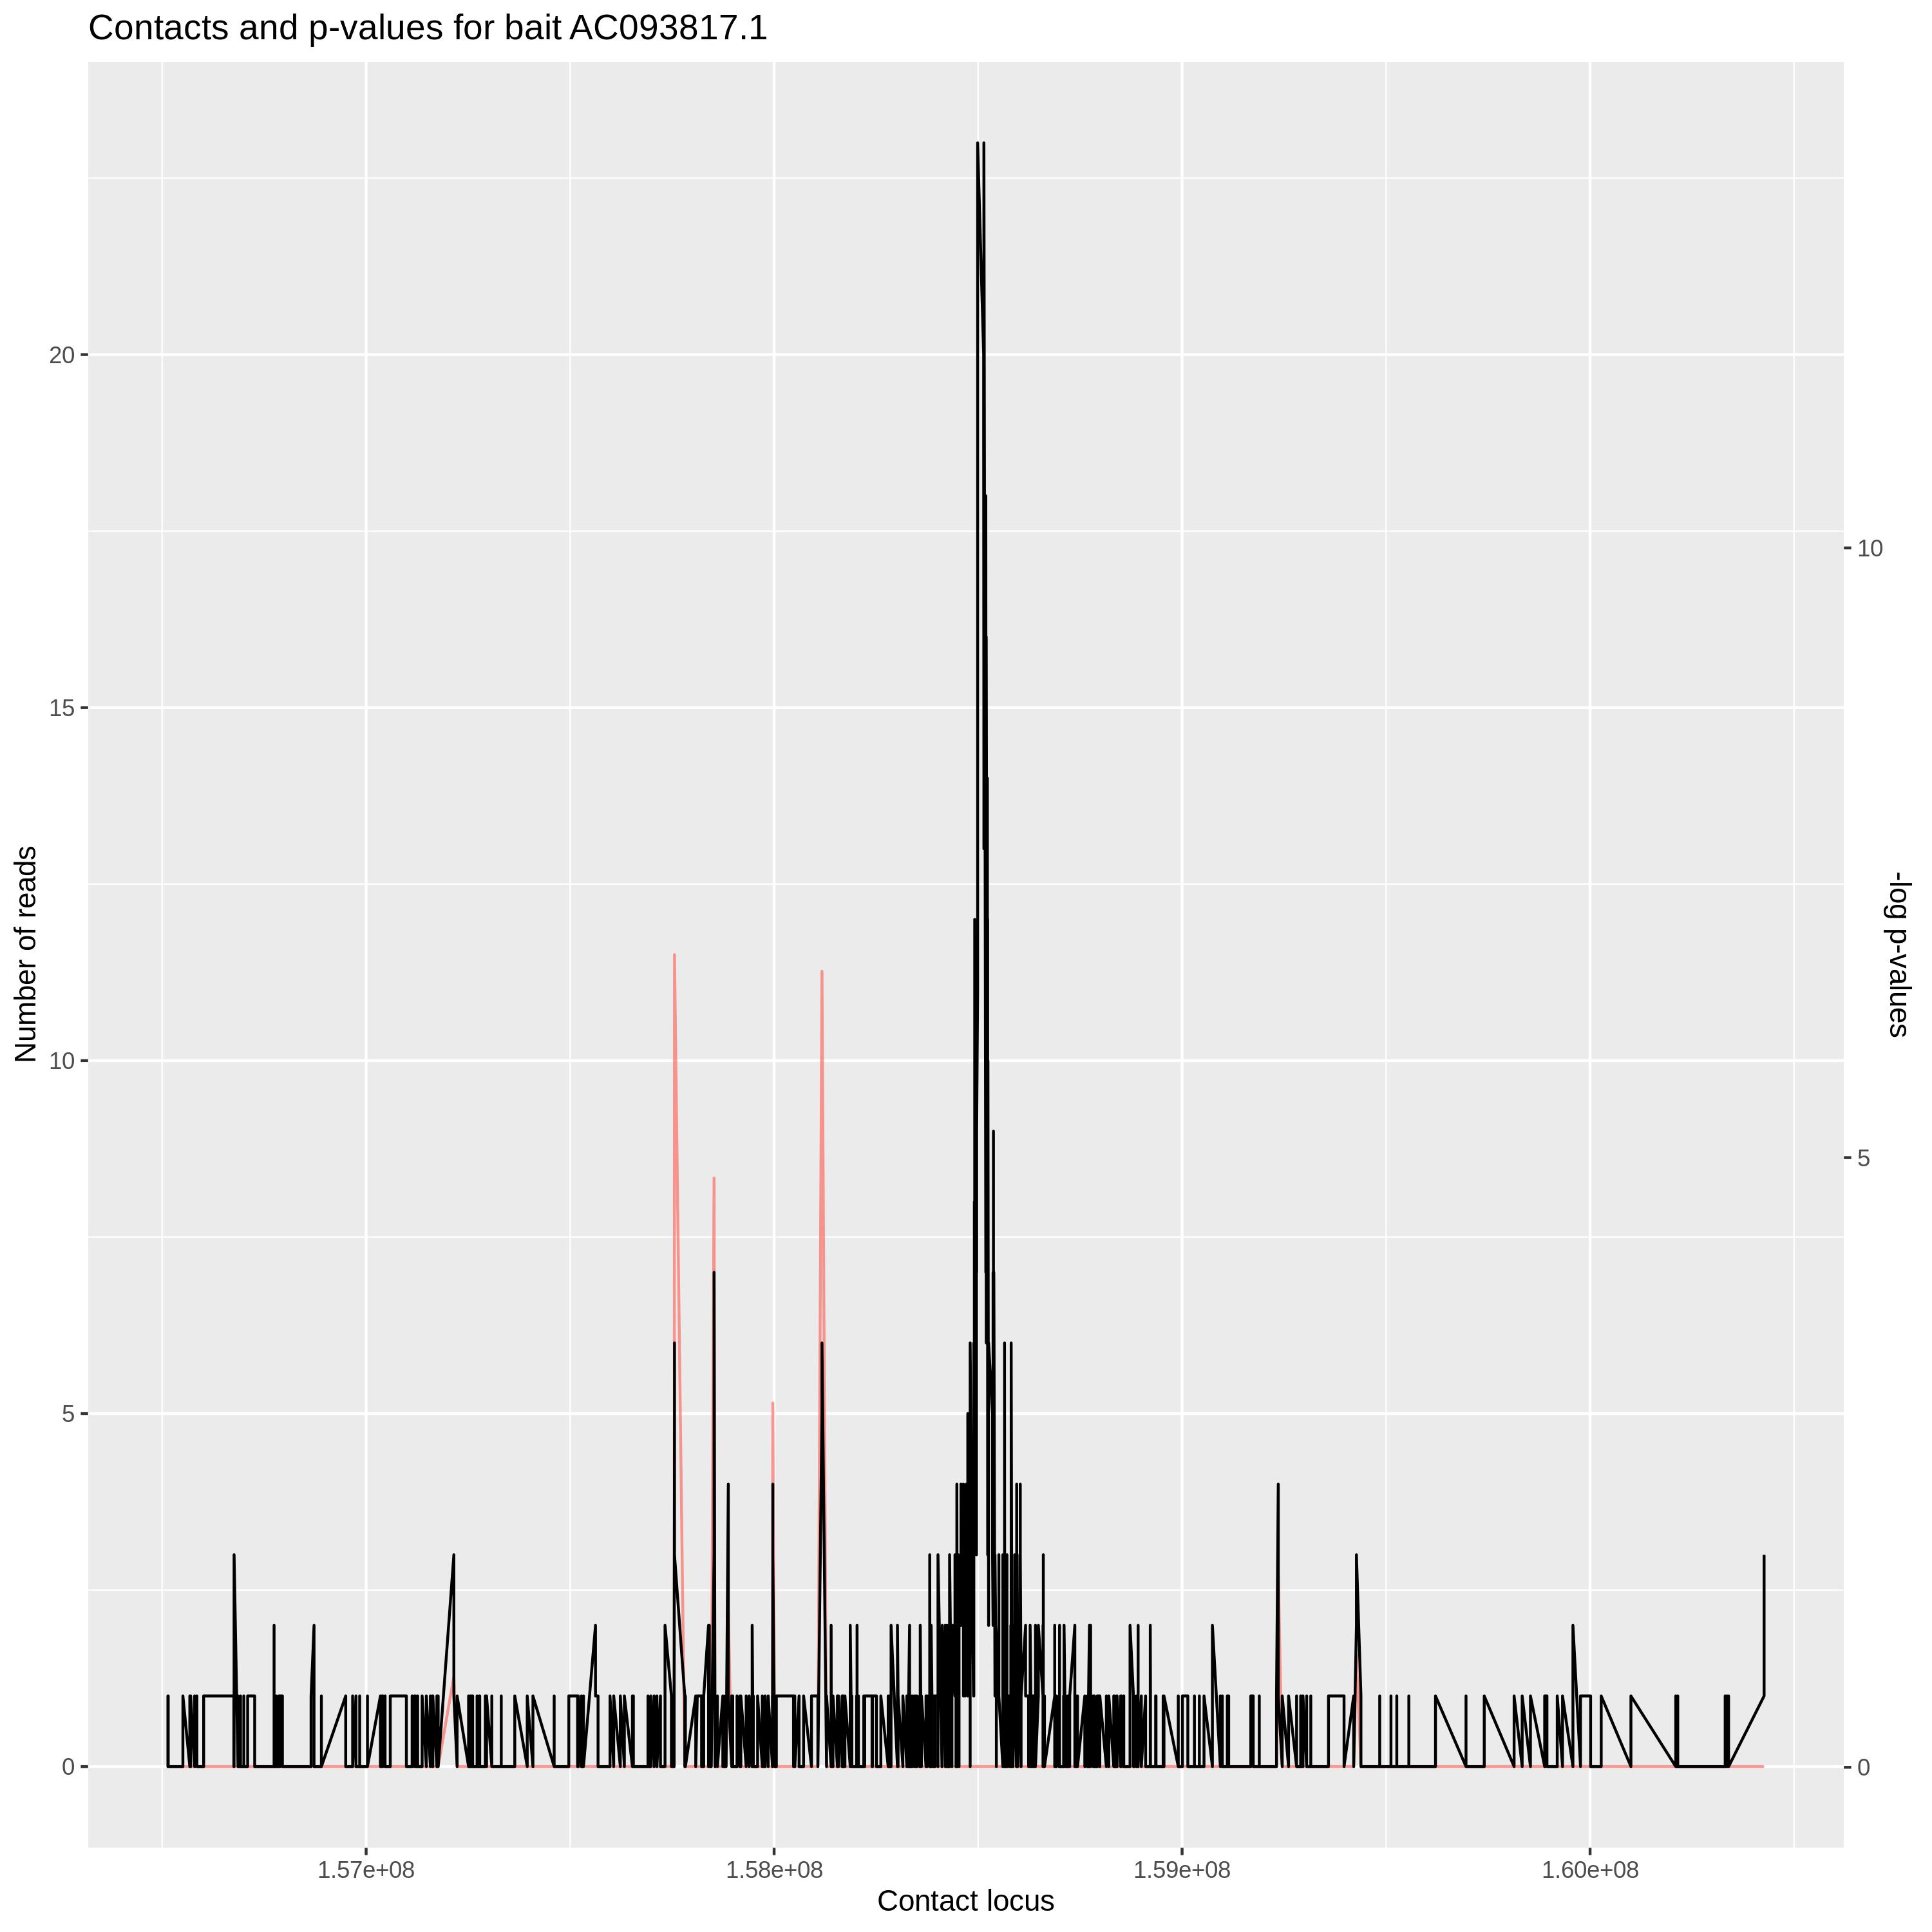 Contacts and p-values for bait AC093817.1
20
15
10
5
0
Number of reads
10
5
0
-log p-values
1.57e+08
1.58e+08
1.59e+08
1.60e+08
Contact locus